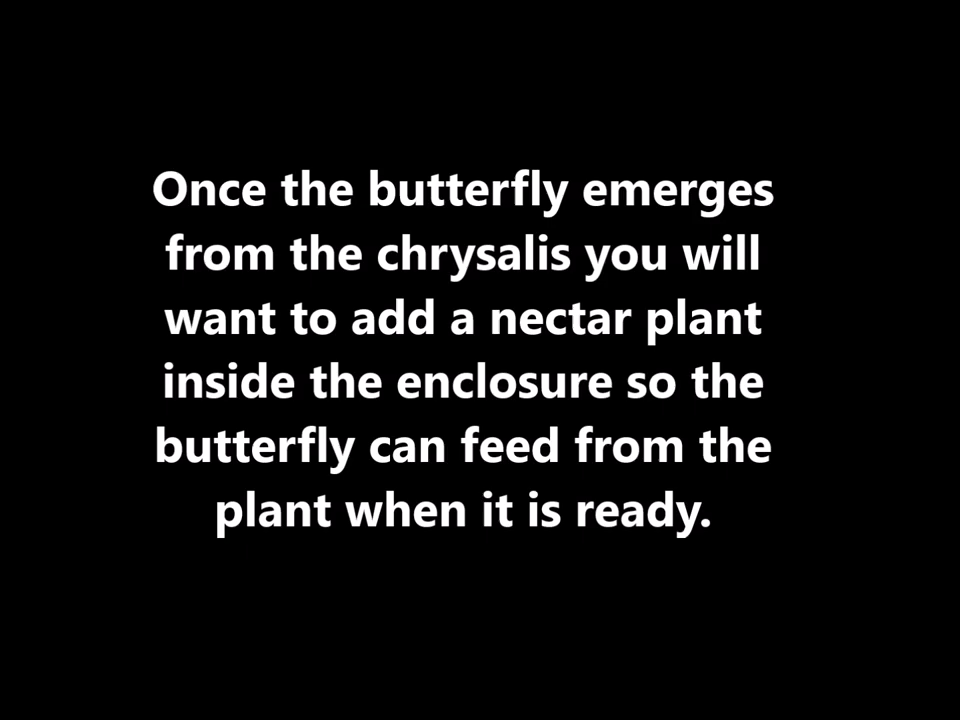 Once the butterfly emerges
from the chrysalis you will
want to add a nectar plant
inside the enclosure so the
butterfly can feed from the
plant when it is ready.